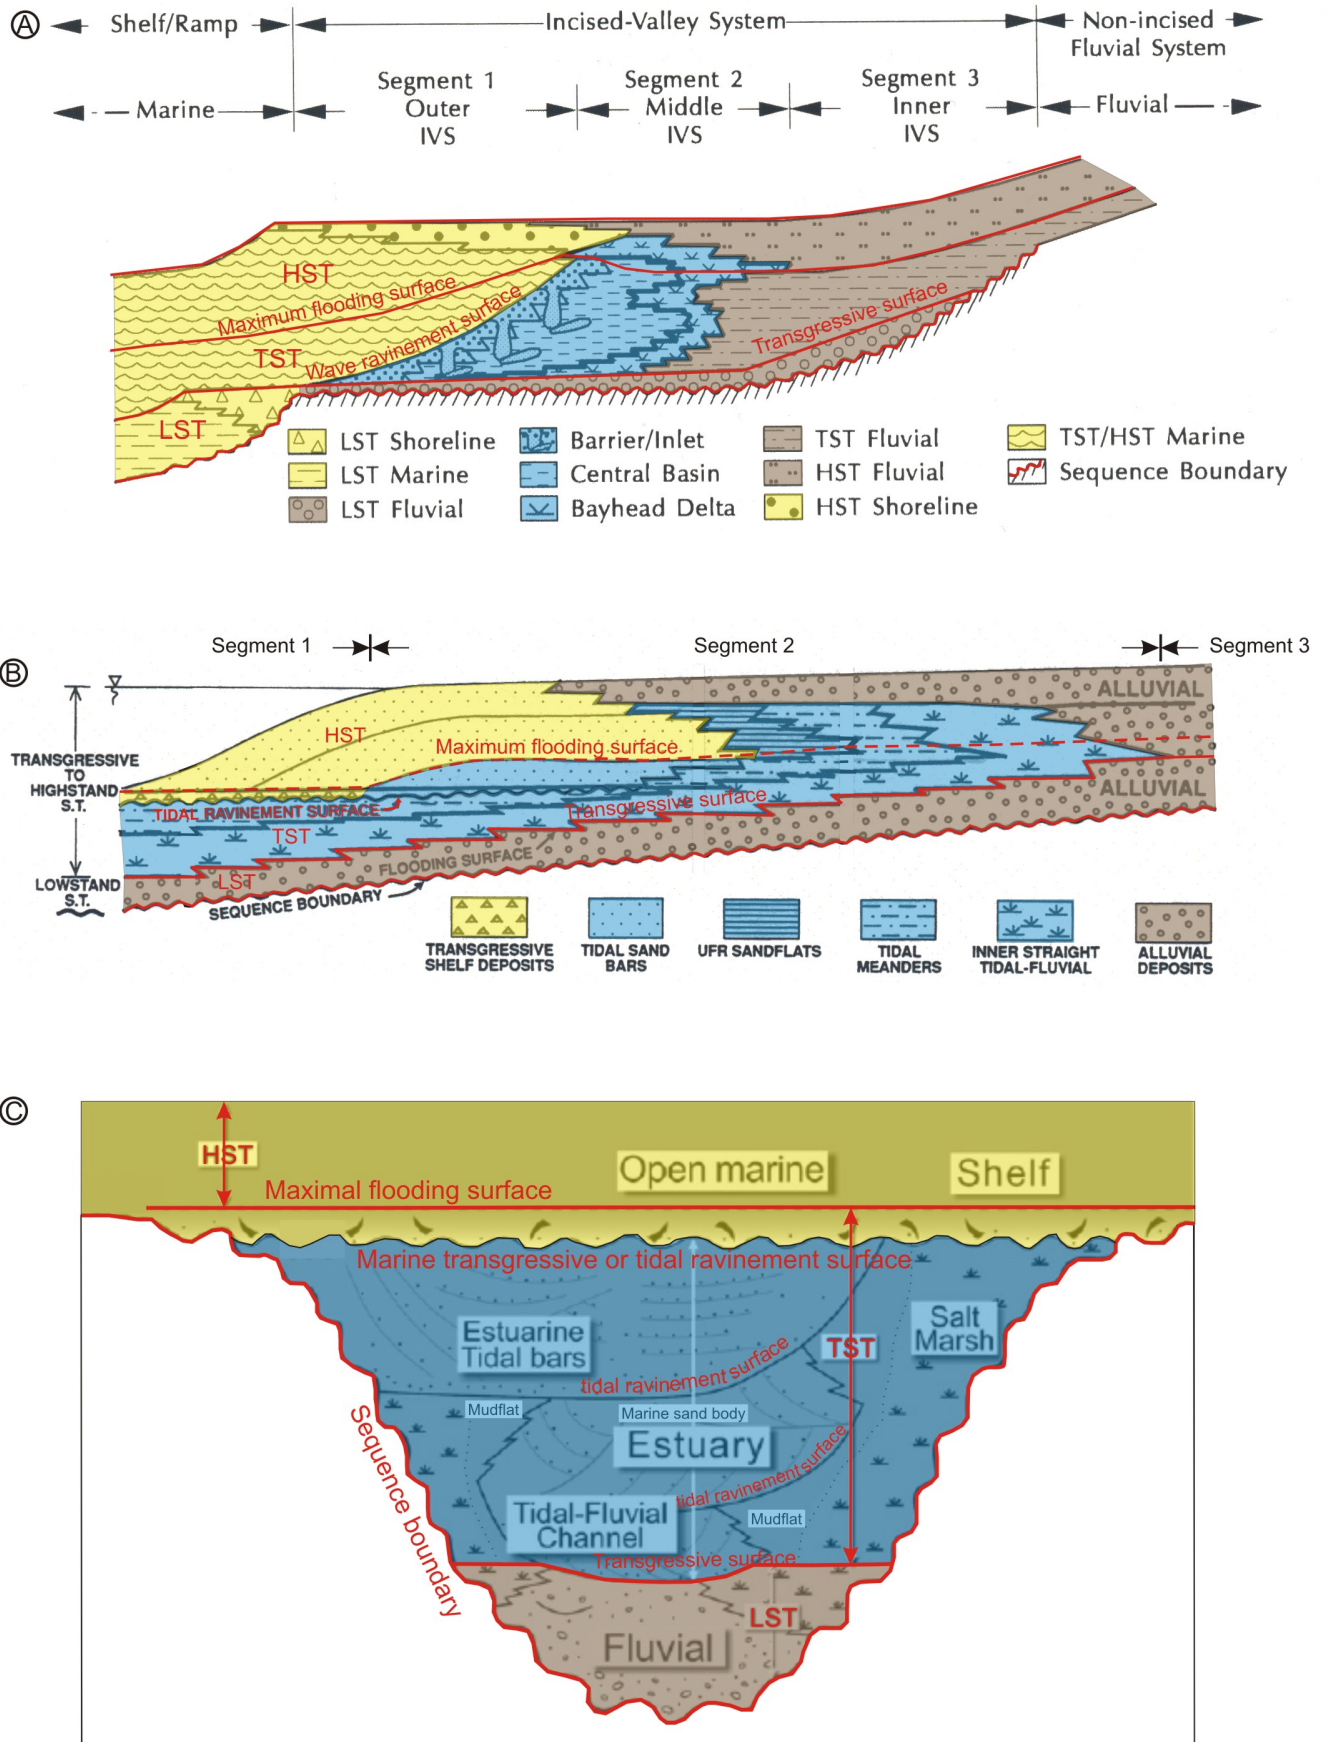 A
Shelf/Ramp
Incised-Valley System
Non-incised
Fluvial System
Marine
Segment 1
Outer
IVS
Segment 2
Middle
IVS
Segment 3
Inner
IVS
Fluvial
HST
Maximum flooding surface
TST
Wave ravinement surface
Transgressive surface
LST
LST Shoreline
LST Marine
LST Fluvial
Barrier/Inlet
Central Basin
Bayhead Delta
TST Fluvial
HST Fluvial
HST Shoreline
TST/HST Marine
Sequence Boundary
B
Segment 1
Segment 2
Segment 3
TRANSGRESSIVE
TO
HIGHSTAND
S.T.
LOWSTAND
S.T.
HST
Maximum flooding surface
ALLUVIAL
TIDAL RAVINEMENT SURFACE
Transgressive surface
ALLUVIAL
TST
FLOODING SURFACE
LST
SEQUENCE BOUNDARY
TRANSGRESSIVE
SHELF DEPOSITS
TIDAL SAND
BARS
UFR SANDFLATS
TIDAL
MEANDERS
INNER STRAIGHT
TIDAL-FLUVIAL
ALLUVIAL
DEPOSITS
C
HST
Open marine
Shelf
Maximal flooding surface
Marine transgressive or tidal ravinement surface
Estuarine
Tidal bars
Salt
Marsh
TST
tidal ravinement surface
Mudflat
Marine sand body
Estuary
tidal ravinement surface
Sequence boundary
Tidal-Fluvial
Channel
Mudflat
Transgressive surface
LST
Fluvial